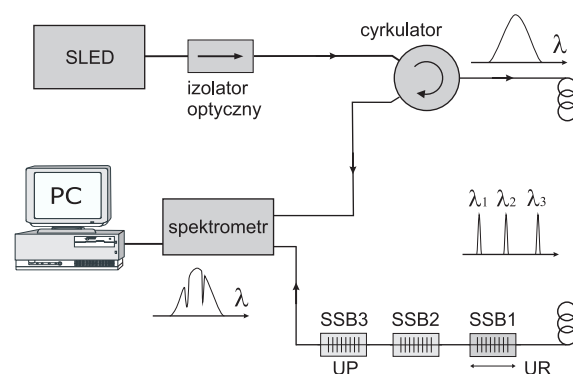 SLED
izolator
optyczny
cyrkulator
λ
PC
spektrometr
λ1 λ2 λ3
λ
SSB3 SSB2 SSB1
UP UR